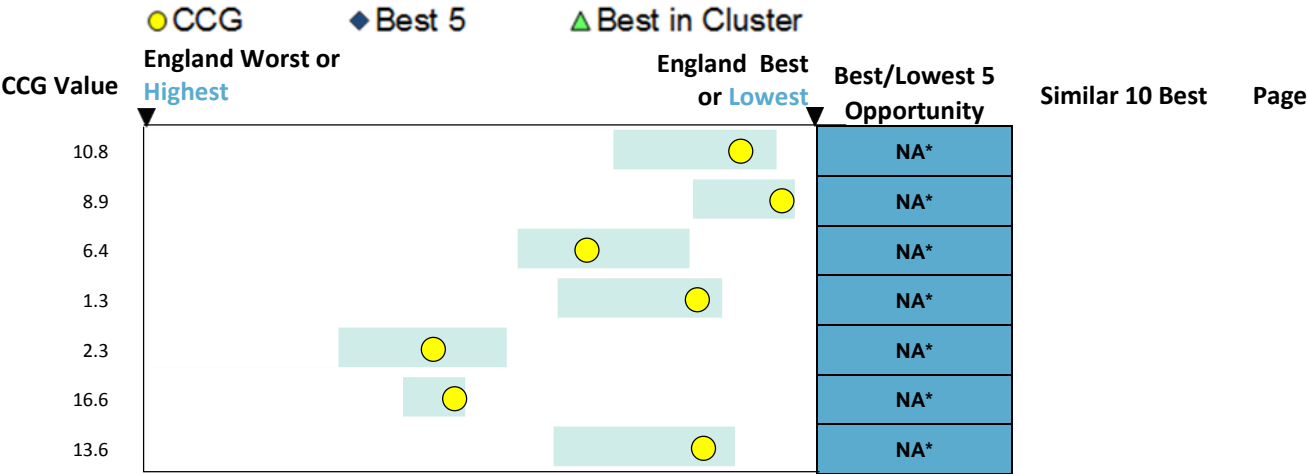 CCG Best 5 Best in Cluster
CCG Value
England Worst or
Highest
England Best
or Lowest
Best/Lowest 5
Opportunity
Similar 10 Best
Page
10.8 NA*
8.9 NA*
6.4 NA*
1.3 NA*
2.3 NA*
16.6 NA*
13.6 NA*